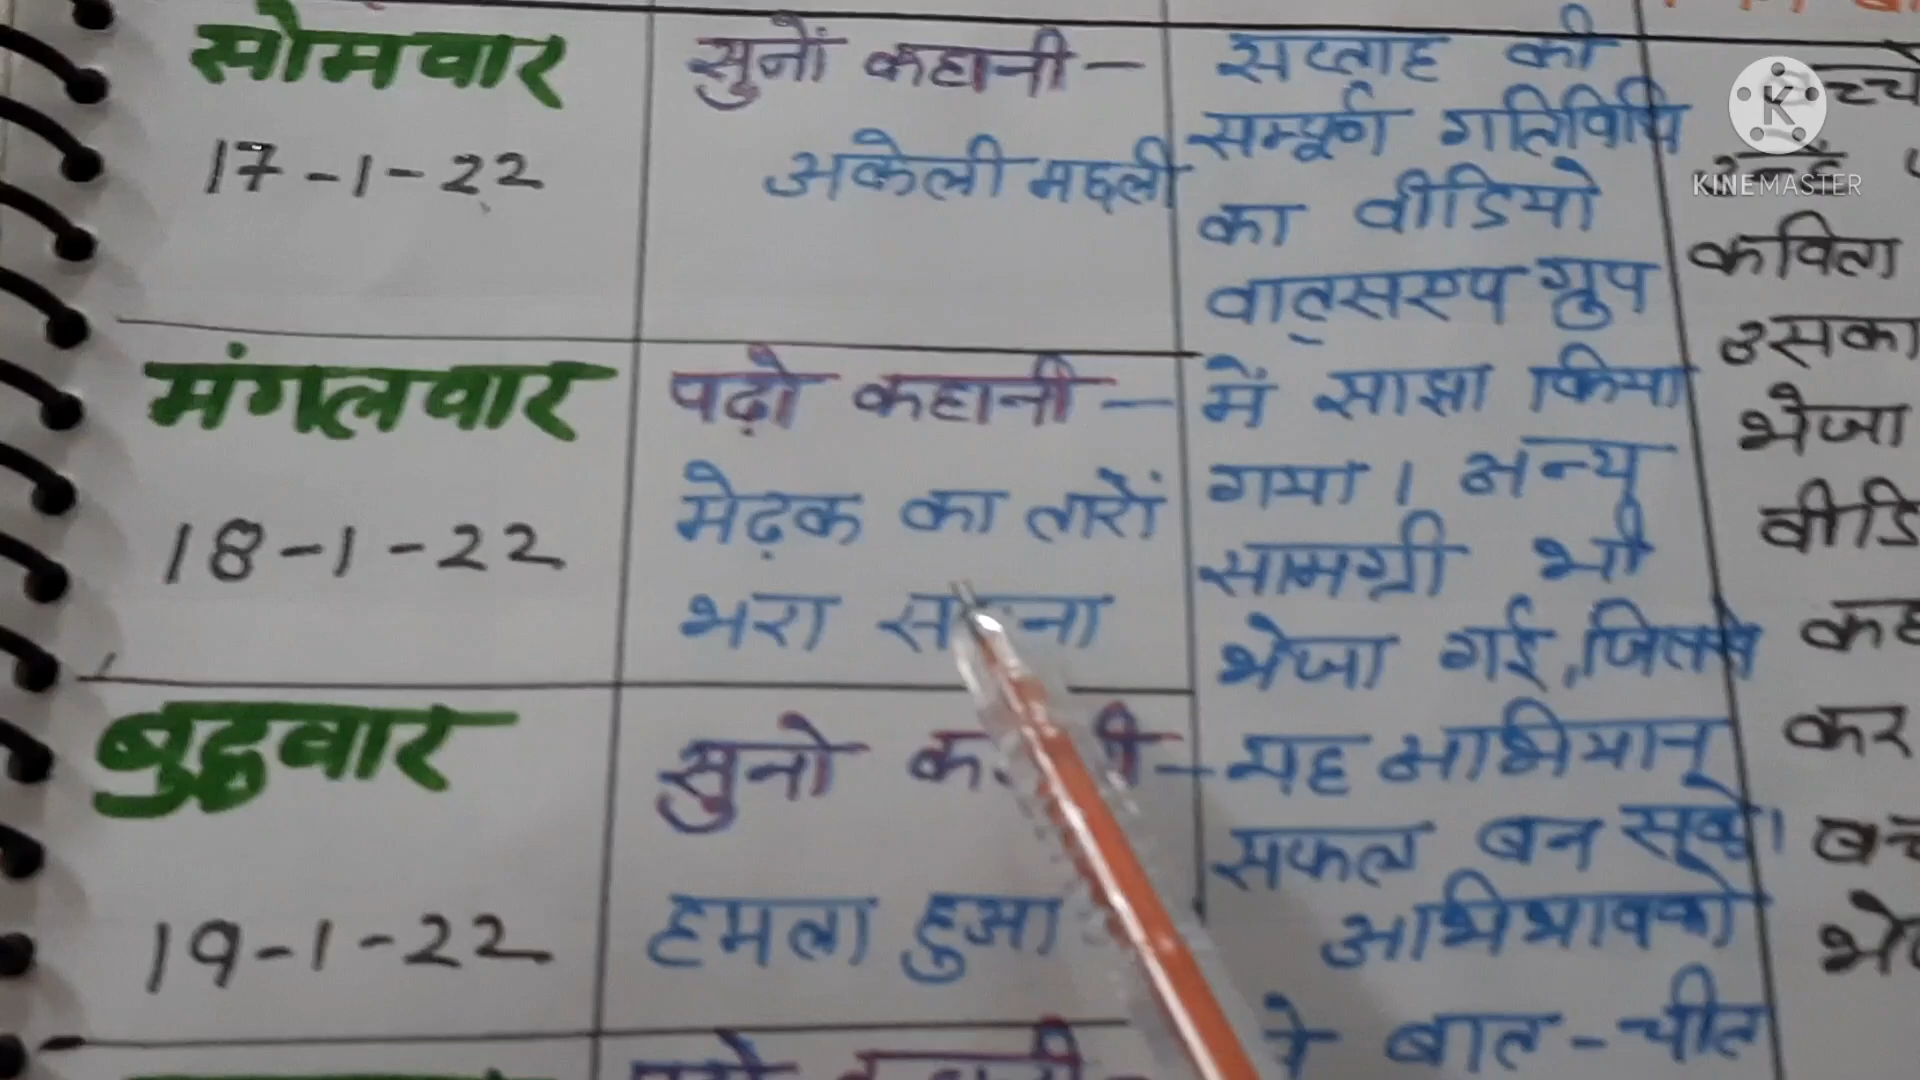 सोमवार
17-1-22
सुनों कहानी-
अकेली मछली
मंगलवार
18-1-22
पढ़ो कहानी-
मेढ़क का तारों
भरा
बुद्धवार
19-1-22
सुनो
हमला हुआ
सप्ताह की
सम्पूर्ण गतिविधि
का वीडियो
वाट्सएप ग्रुप
में साझा किया
गया। अन्य
सामग्री भी
भेजा गई, जिससे
यह अभियान
सफल बन सके।
अभिभावकों
बात-चीत
कविता
उसका
भेजा
कर
KINEMASTER